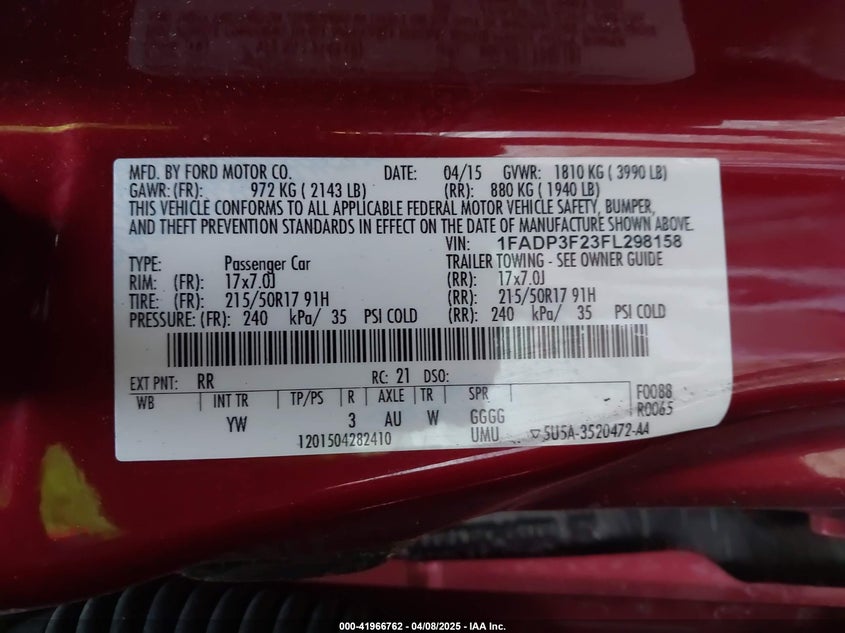 MFD. BY FORD MOTOR CO. DATE: 04/15 GVWR: 1810 KG ( 3990 LB)
GAWR: (FR): 972 KG ( 2143 LB) (RR): 880 KG ( 1940 LB)
THIS VEHICLE CONFORMS TO ALL APPLICABLE FEDERAL MOTOR VEHICLE SAFETY, BUMPER,
AND THEFT PREVENTION STANDARDS IN EFFECT ON THE DATE OF MANUFACTURE SHOWN ABOVE.
VIN: 1FADP3F23FL298158
TYPE: Passenger Car TRAILER TOWING - SEE OWNER GUIDE
RIM: (FR): 17x7.0J (RR): 17x7.0J
TIRE: (FR): 215/50R17 91H (RR): 215/50R17 91H
PRESSURE: (FR): 240 kPa/ 35 PSI COLD (RR): 240 kPa/ 35 PSI COLD
EXT PNT: RR RC: 21 DSO:
WB INT TR TP/PS R AXLE TR SPR F0088
YW 3 AU W GGGG R0065
1201504282410 UMU ▽5U5A-3520472-AA
000-41966762 - 04/08/2025 - IAA Inc.